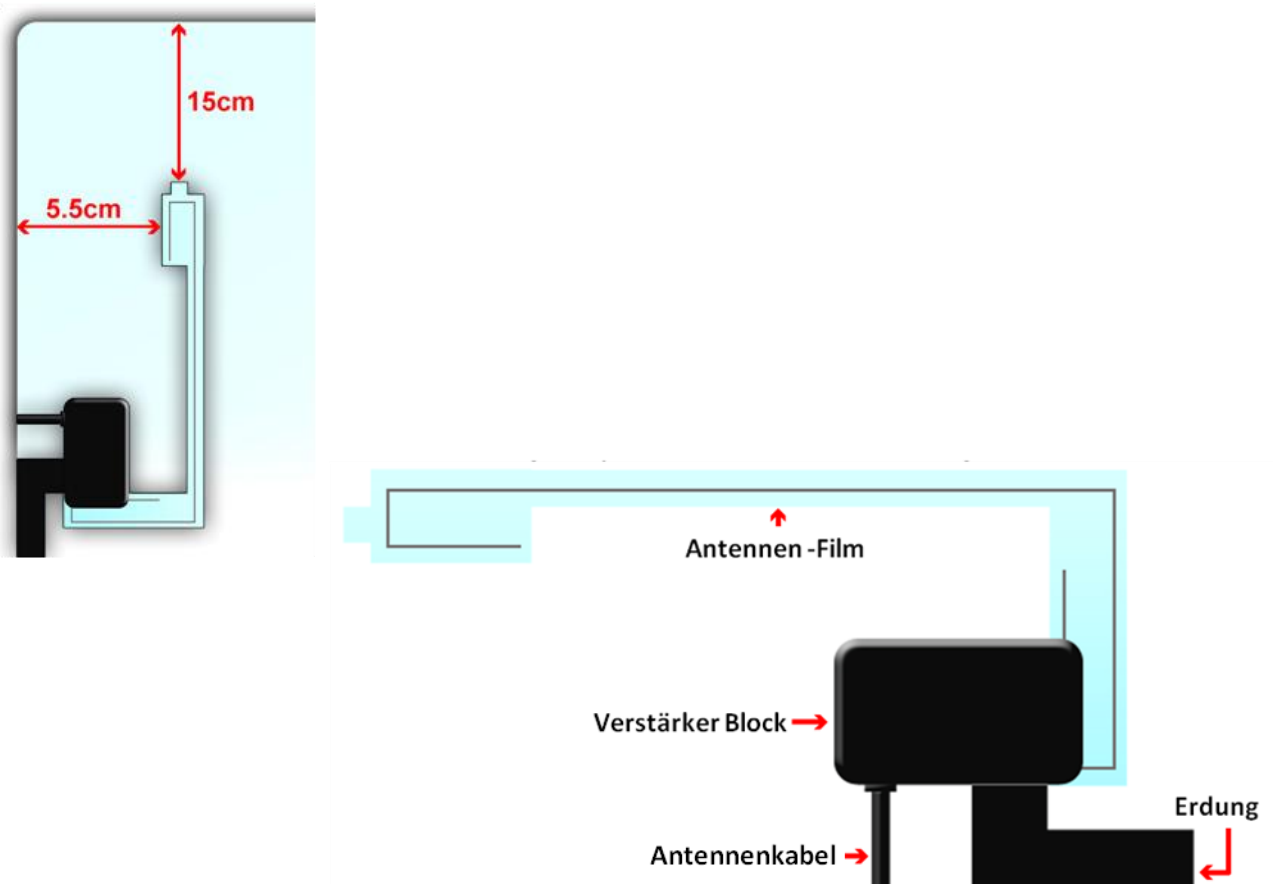 15cm
5.5cm
Antennen -Film
Verstärker Block
Erdung
Antennenkabel